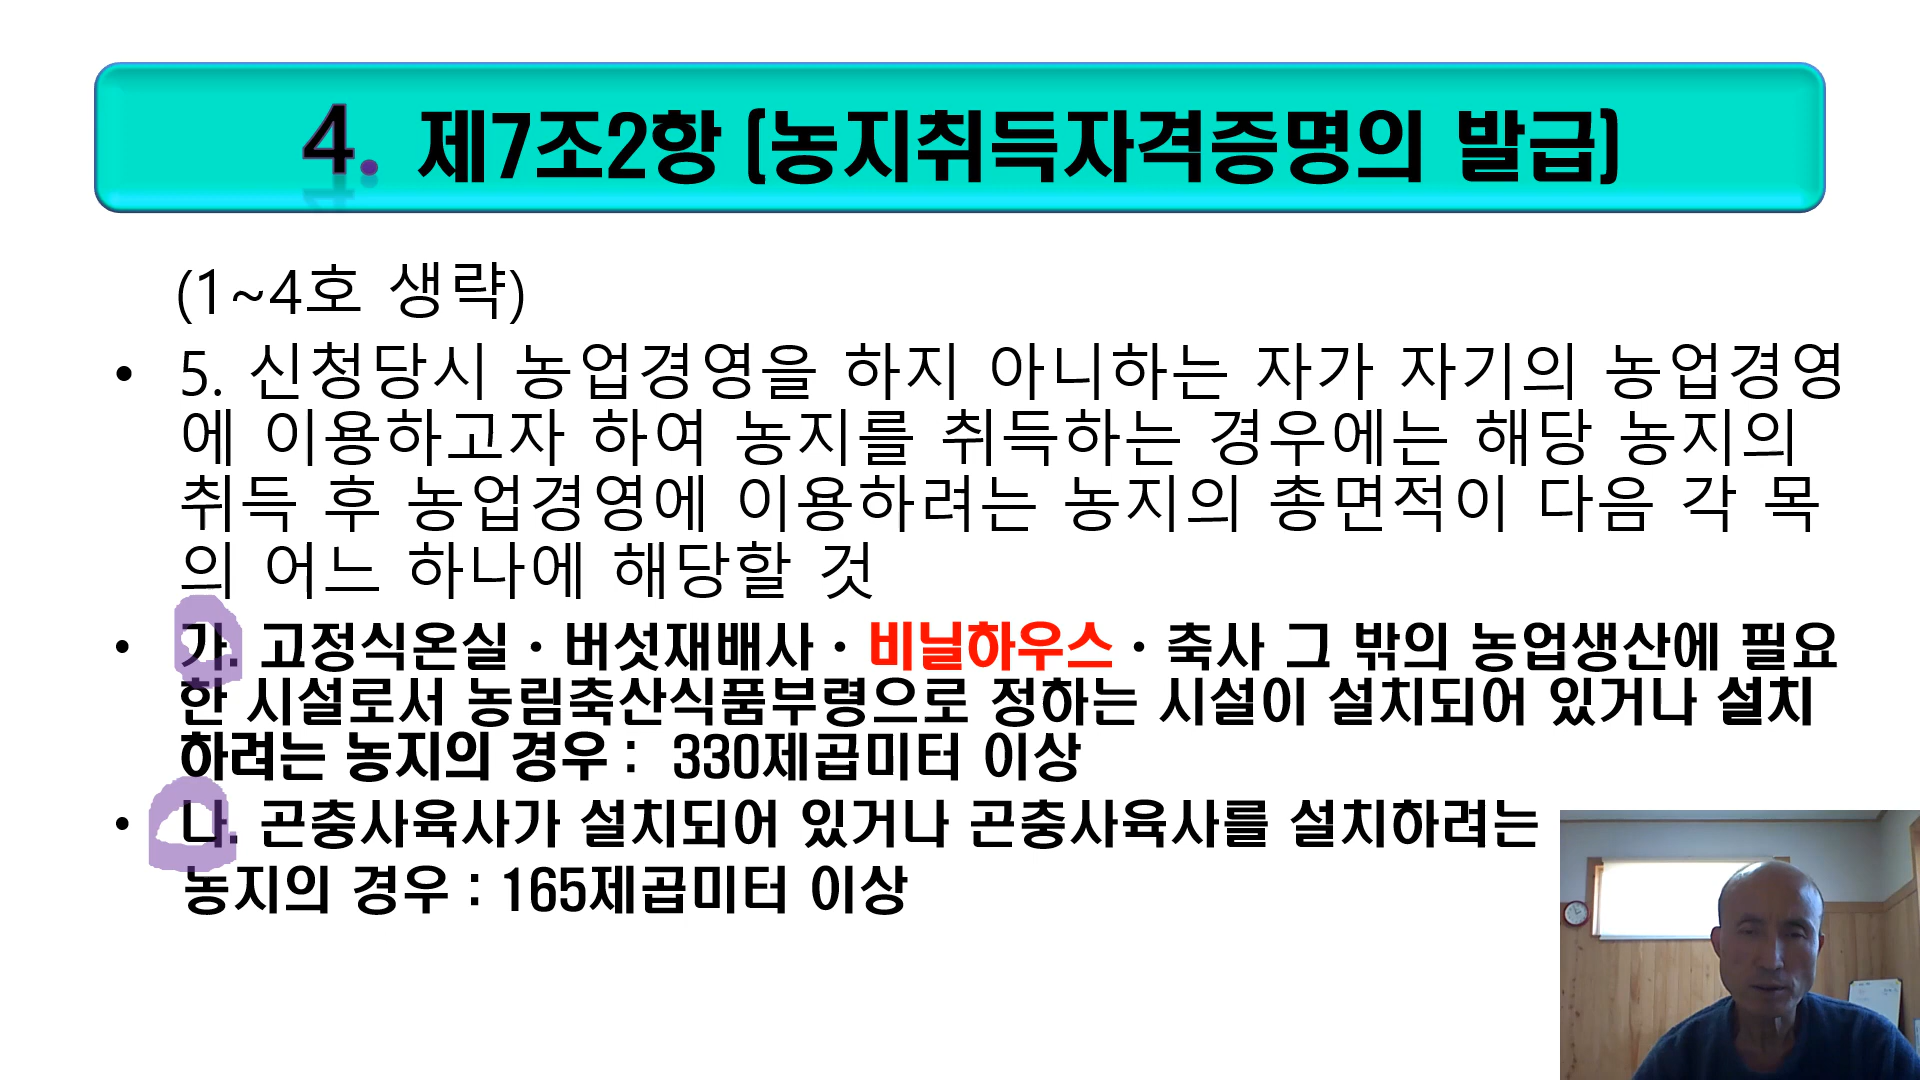 4. 제7조2항 (농지취득자격증명의 발급)
(1~4호 생략)
• 5. 신청당시 농업경영을 하지 아니하는 자가 자기의 농업경영
에 이용하고자 하여 농지를 취득하는 경우에는 해당 농지의
취득 후 농업경영에 이용하려는 농지의 총면적이 다음 각 목
의 어느 하나에 해당할 것
• 가. 고정식온실・버섯재배사・비닐하우스・축사 그 밖의 농업생산에 필요
한 시설로서 농림축산식품부령으로 정하는 시설이 설치되어 있거나 설치
하려는 농지의 경우 : 330제곱미터 이상
• 나. 곤충사육사가 설치되어 있거나 곤충사육사를 설치하려는
농지의 경우 : 165제곱미터 이상